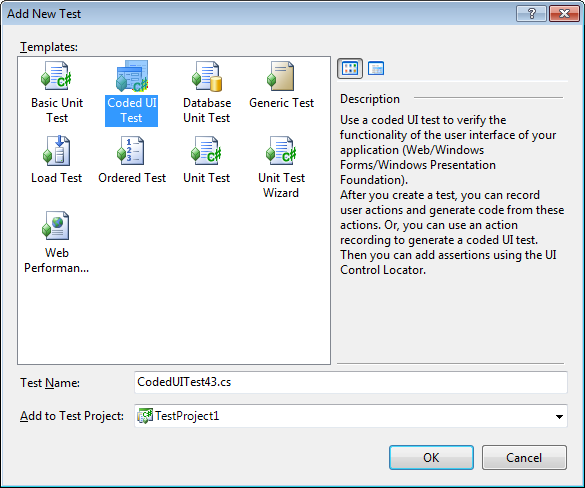 Add New Test
Templates:
Basic Unit Test
Coded UI Test
Database Unit Test
Generic Test
Load Test
Ordered Test
Unit Test
Unit Test Wizard
Web Performan...
Description
Use a coded UI test to verify the
functionality of the user interface of your
application (Web/Windows
Forms/Windows Presentation
Foundation).
After you create a test, you can record
user actions and generate code from these
actions. Or, you can use an action
recording to generate a coded UI test.
Then you can add assertions using the UI
Control Locator.
Test Name:
CodedUITest43.cs
Add to Test Project:
TestProject1
OK
Cancel